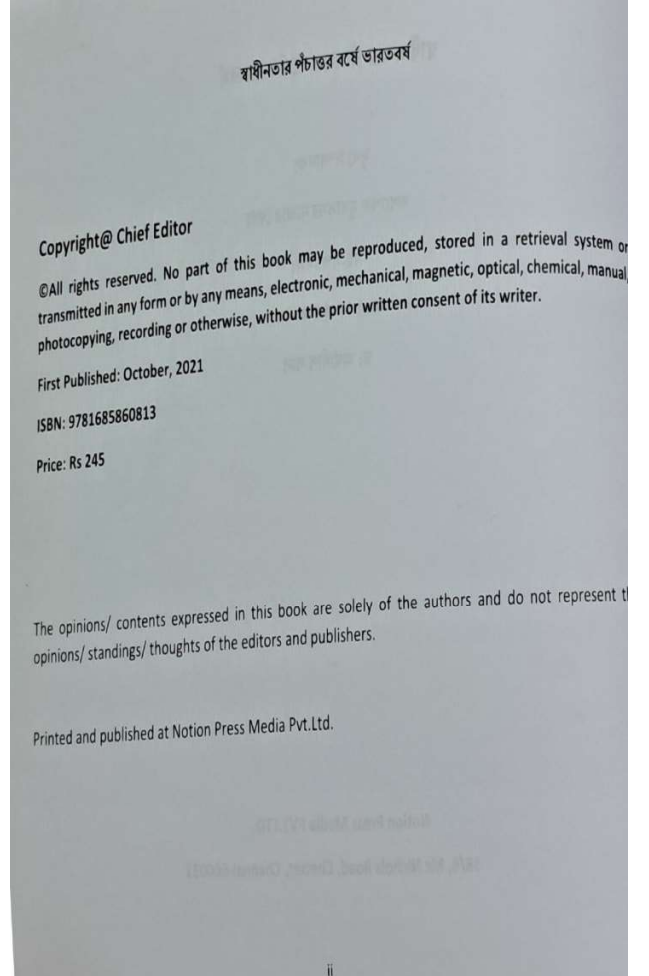 স্বাধীনতার পঁচাত্তর বর্ষে ভারতবর্ষ
Copyright@ Chief Editor
©All rights reserved. No part of this book may be reproduced, stored in a retrieval system or
transmitted in any form or by any means, electronic, mechanical, magnetic, optical, chemical, manual,
photocopying, recording or otherwise, without the prior written consent of its writer.
First Published: October, 2021
ISBN: 9781685860813
Price: Rs 245
The opinions/ contents expressed in this book are solely of the authors and do not represent t
opinions/ standings/ thoughts of the editors and publishers.
Printed and published at Notion Press Media Pvt.Ltd.
ii